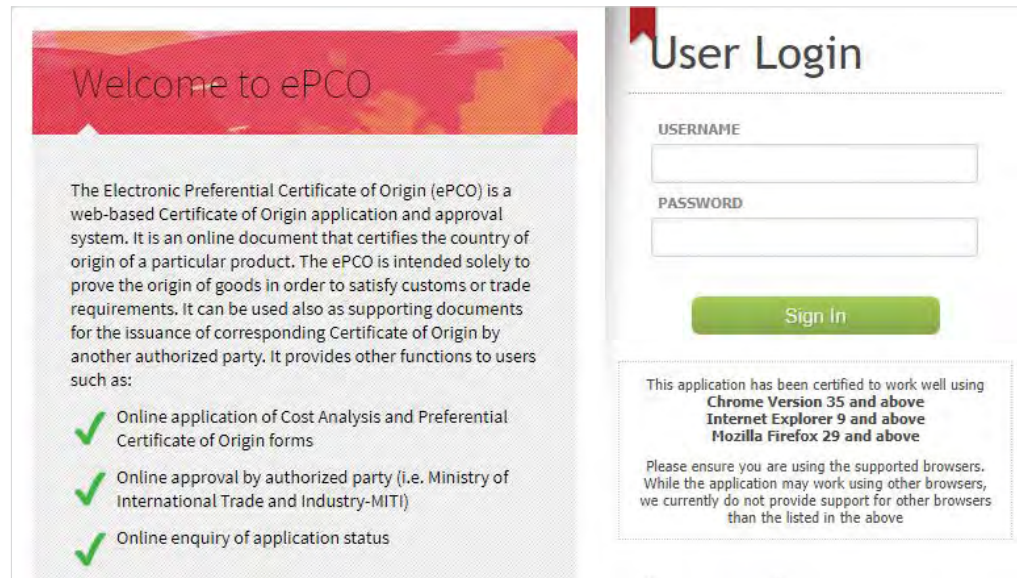 Welcome to ePCO
The Electronic Preferential Certificate of Origin (ePCO) is a
web-based Certificate of Origin application and approval
system. It is an online document that certifies the country of
origin of a particular product. The ePCO is intended solely to
prove the origin of goods in order to satisfy customs or trade
requirements. It can be used also as supporting documents
for the issuance of corresponding Certificate of Origin by
another authorized party. It provides other functions to users
such as:
Online application of Cost Analysis and Preferential
Certificate of Origin forms
Online approval by authorized party (i.e. Ministry of
International Trade and Industry-MITI)
Online enquiry of application status
User Login
USERNAME
PASSWORD
Sign In
This application has been certified to work well using
Chrome Version 35 and above
Internet Explorer 9 and above
Mozilla Firefox 29 and above
Please ensure you are using the supported browsers.
While the application may work using other browsers,
we currently do not provide support for other browsers
than the listed in the above